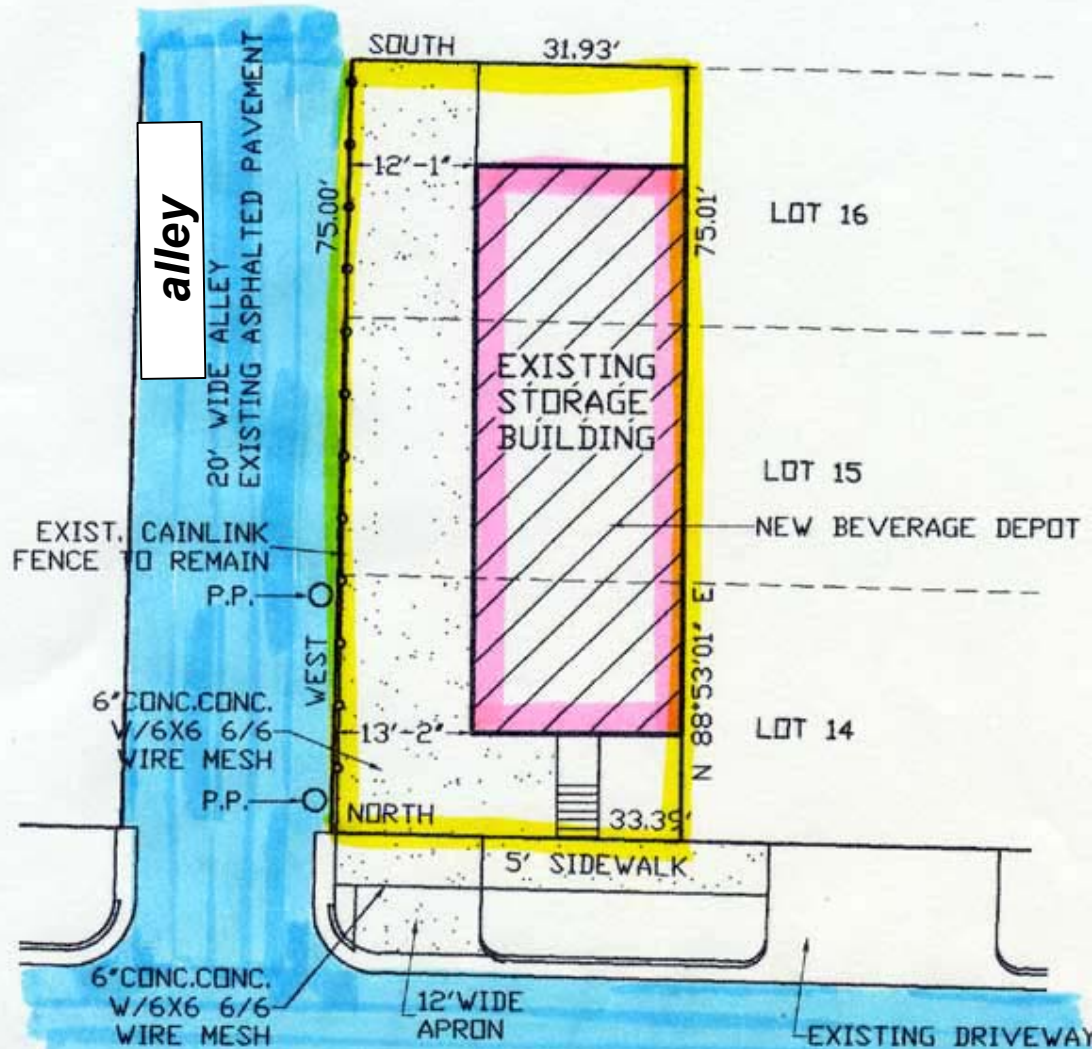 SOUTH 31.93'
alley
20' WIDE ALLEY
EXISTING ASPHALTED PAVEMENT
12'-1"
75.00'
75.01'
LOT 16
EXISTING
STORAGE
BUILDING
LOT 15
NEW BEVERAGE DEPOT
EXIST. CAINLINK
FENCE TO REMAIN
P.P.
WEST
N 88°53'01" E
6"CONC.CONC.
W/6X6 6/6
WIRE MESH
13'-2"
LOT 14
P.P.
NORTH
33.39'
5' SIDEWALK
6"CONC.CONC.
W/6X6 6/6
WIRE MESH
12'WIDE
APRON
EXISTING DRIVEWAY